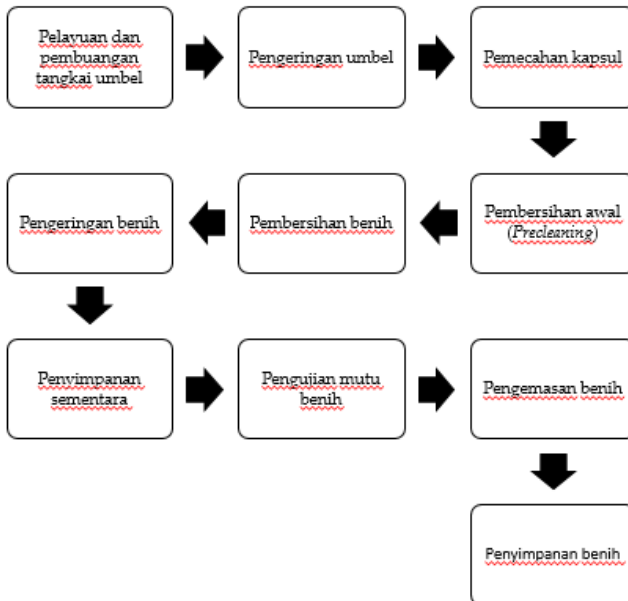 Pelayuan dan
pembuangan
tangkai umbel
Pengeringan umbel
Pemecahan kapsul
Pembersihan awal
(Precleaning)
Pembersihan benih
Pengeringan benih
Penyimpanan
sementara
Pengujian mutu
benih
Pengemasan benih
Penyimpanan benih